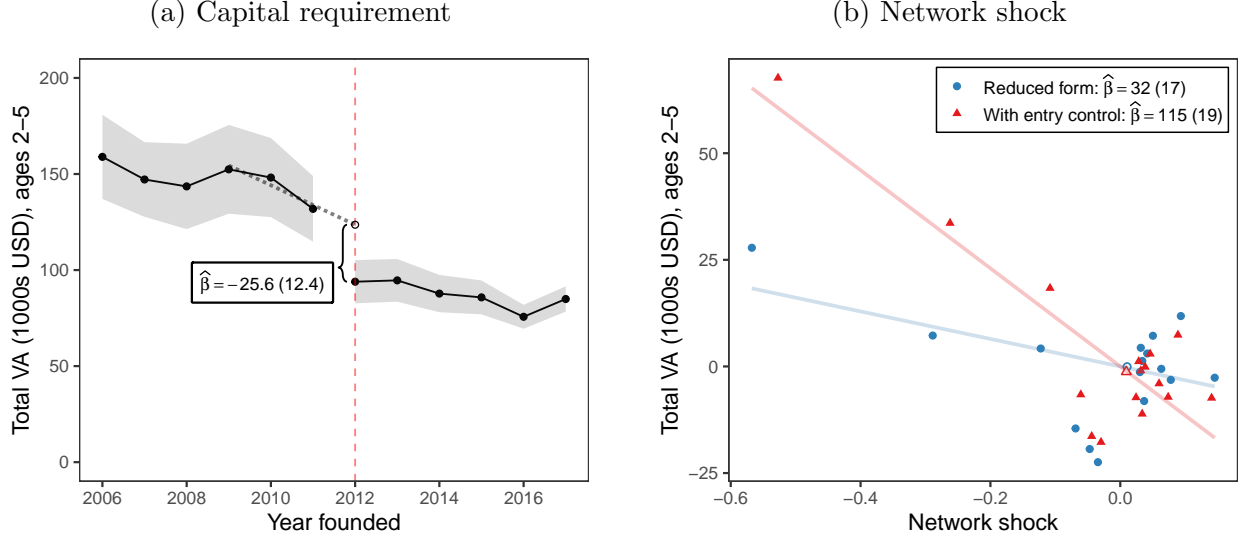 (a) Capital requirement
Total VA (1000s USD), ages 2−5
200
150
100
50
0
β̂ = −25.6 (12.4)
2006
2008
2010
2012
2014
2016
Year founded
(b) Network shock
Total VA (1000s USD), ages 2−5
50
25
0
−25
Reduced form: β̂ = 32 (17)
With entry control: β̂ = 115 (19)
−0.6
−0.4
−0.2
0.0
Network shock